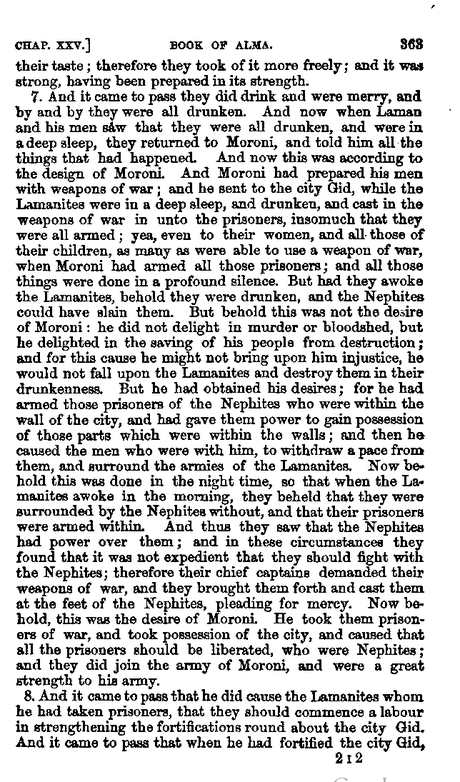 CHAP. XXV.] BOOK OF ALMA. 363
their taste; therefore they took of it more freely; and it was
strong, having been prepared in its strength.
7. And it came to pass they did drink and were merry, and
by and by they were all drunken. And now when Laman
and his men saw that they were all drunken, and were in
a deep sleep, they returned to Moroni, and told him all the
things that had happened. And now this was according to
the design of Moroni. And Moroni had prepared his men
with weapons of war; and he sent to the city Gid, while the
Lamanites were in a deep sleep, and drunken, and cast in the
weapons of war in unto the prisoners, insomuch that they
were all armed; yea, even to their women, and all those of
their children, as many as were able to use a weapon of war,
when Moroni had armed all those prisoners; and all those
things were done in a profound silence. But had they awoke
the Lamanites, behold they were drunken, and the Nephites
could have slain them. But behold this was not the desire
of Moroni: he did not delight in murder or bloodshed, but
he delighted in the saving of his people from destruction;
and for this cause he might not bring upon him injustice, he
would not fall upon the Lamanites and destroy them in their
drunkenness. But he had obtained his desires; for he had
armed those prisoners of the Nephites who were within the
wall of the city, and had gave them power to gain possession
of those parts which were within the walls; and then he
caused the men who were with him, to withdraw a pace from
them, and surround the armies of the Lamanites. Now be-
hold this was done in the night time, so that when the La-
manites awoke in the morning, they beheld that they were
surrounded by the Nephites without, and that their prisoners
were armed within. And thus they saw that the Nephites
had power over them; and in these circumstances they
found that it was not expedient that they should fight with
the Nephites; therefore their chief captains demanded their
weapons of war, and they brought them forth and cast them
at the feet of the Nephites, pleading for mercy. Now be-
hold, this was the desire of Moroni. He took them prison-
ers of war, and took possession of the city, and caused that
all the prisoners should be liberated, who were Nephites;
and they did join the army of Moroni, and were a great
strength to his army.
8. And it came to pass that he did cause the Lamanites whom
he had taken prisoners, that they should commence a labour
in strengthening the fortifications round about the city Gid.
And it came to pass that when he had fortified the city Gid,
2 I 2